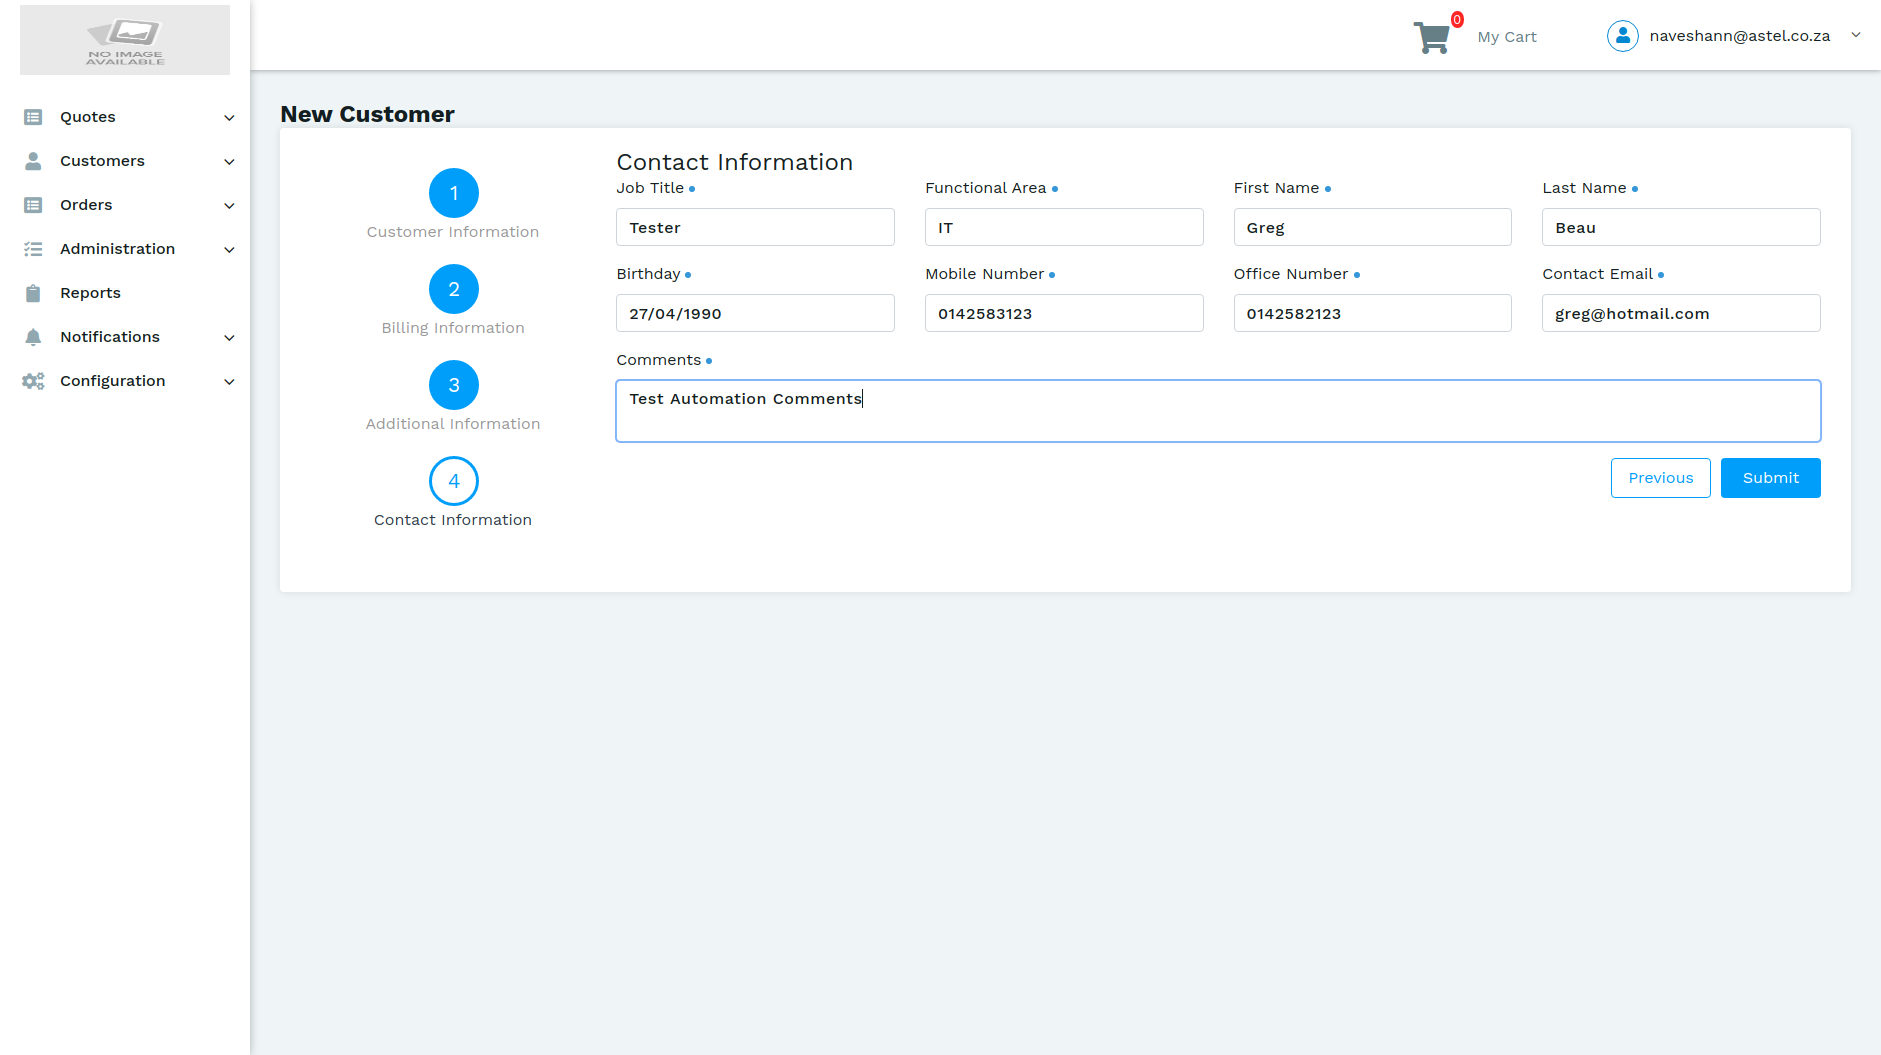 NO IMAGE
AVAILABLE
0
My Cart
naveshann@astel.co.za
Quotes
Customers
Orders
Administration
Reports
Notifications
Configuration
New Customer
1
Customer Information
2
Billing Information
3
Additional Information
4
Contact Information
Contact Information
Job Title
Functional Area
First Name
Last Name
Tester
IT
Greg
Beau
Birthday
Mobile Number
Office Number
Contact Email
27/04/1990
0142583123
0142582123
greg@hotmail.com
Comments
Test Automation Comments
Previous
Submit